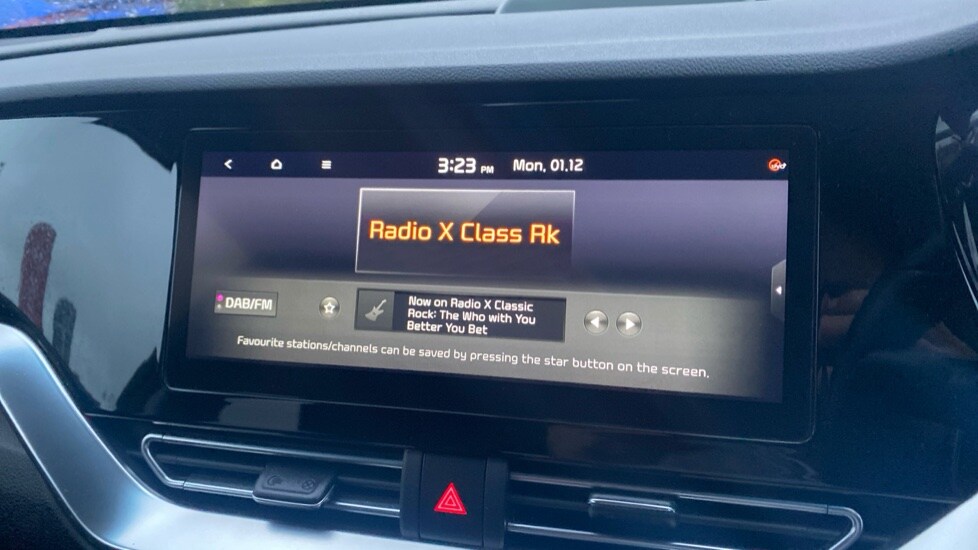 3:23 PM Mon, 01.12
Radio X Class Rk
DAB/FM
Now on Radio X Classic
Rock: The Who with You
Better You Bet
Favourite stations/channels can be saved by pressing the star button on the screen.